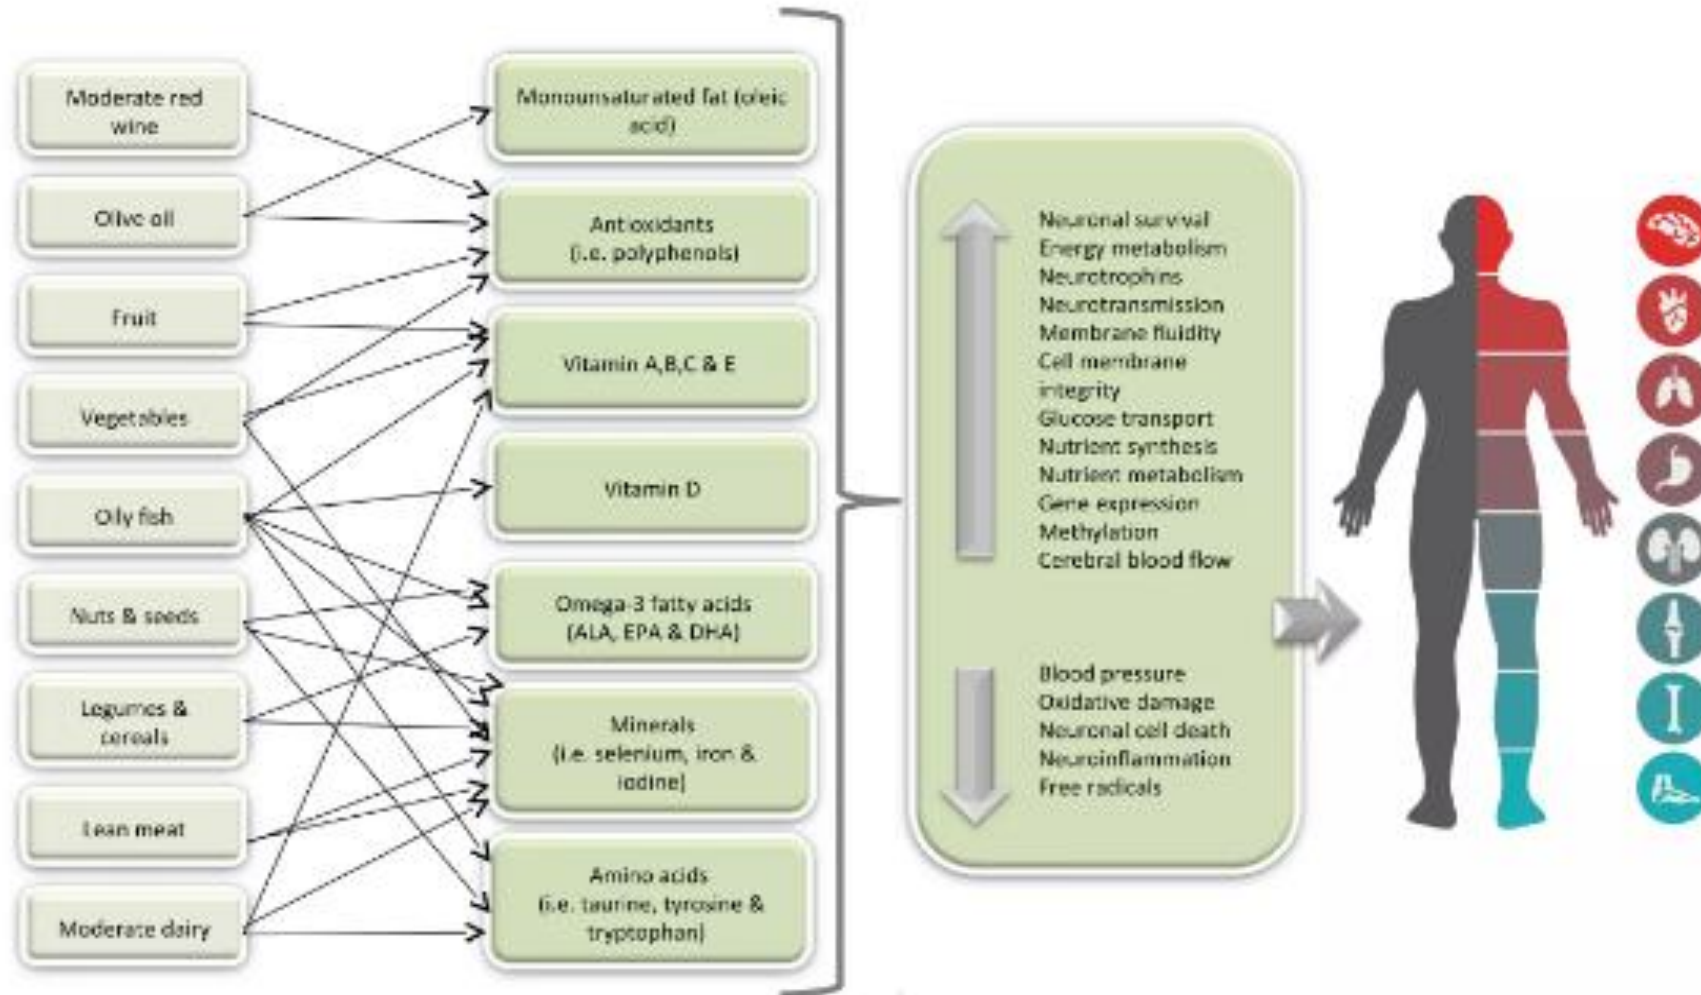 Moderate red
wine
Olive oil
Fruit
Vegetables
Oily fish
Nuts & seeds
Legumes &
cereals
Lean meat
Moderate dairy
Monounsaturated fat (oleic
acid)
Antioxidants
(i.e. polyphenols)
Vitamin A,B,C & E
Vitamin D
Omega-3 fatty acids
(ALA, EPA & DHA)
Minerals
(i.e. selenium, iron &
iodine)
Amino acids
(i.e. taurine, tyrosine &
tryptophan)
Neuronal survival
Energy metabolism
Neurotrophins
Neurotransmission
Membrane fluidity
Cell membrane
integrity
Glucose transport
Nutrient synthesis
Nutrient metabolism
Gene expression
Methylation
Cerebral blood flow
Blood pressure
Oxidative damage
Neuronal cell death
Neuroinflammation
Free radicals